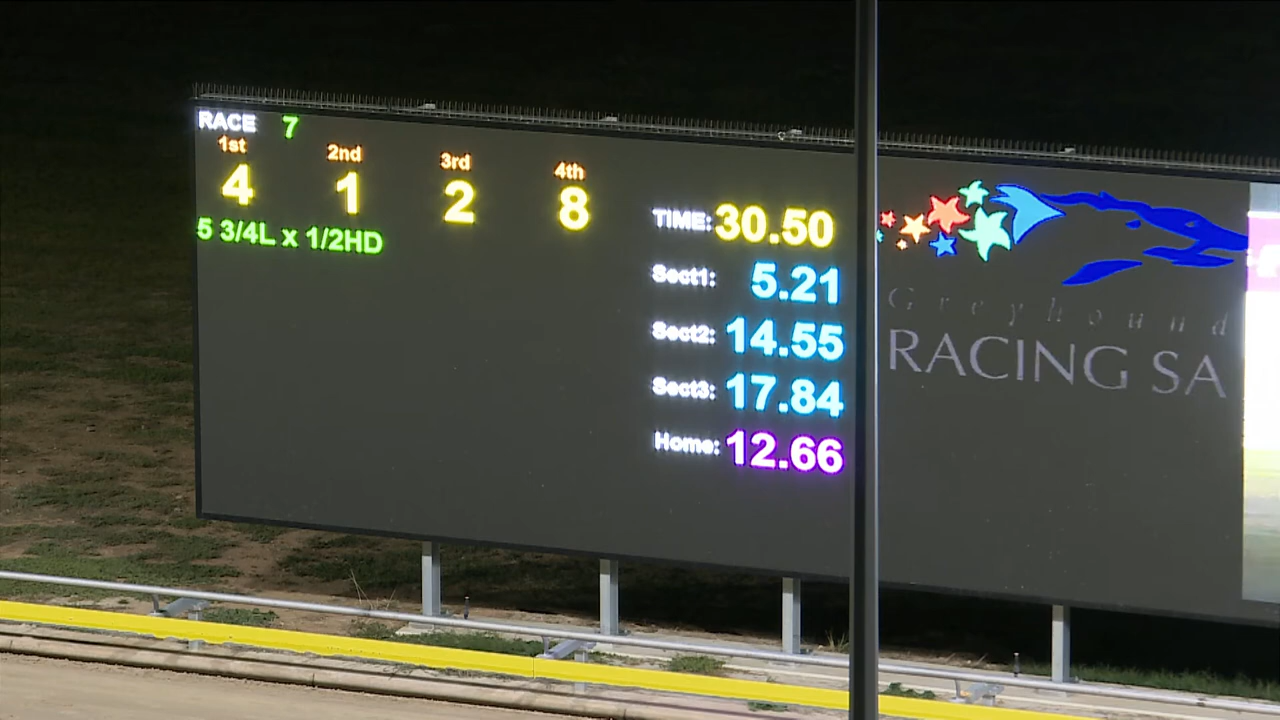 RACE 7
1st 2nd 3rd 4th
4 1 2 8
5 3/4L x 1/2HD
TIME: 30.50
Sect1: 5.21
Sect2: 14.55
Sect3: 17.84
Home: 12.66
Greyhound
RACING SA